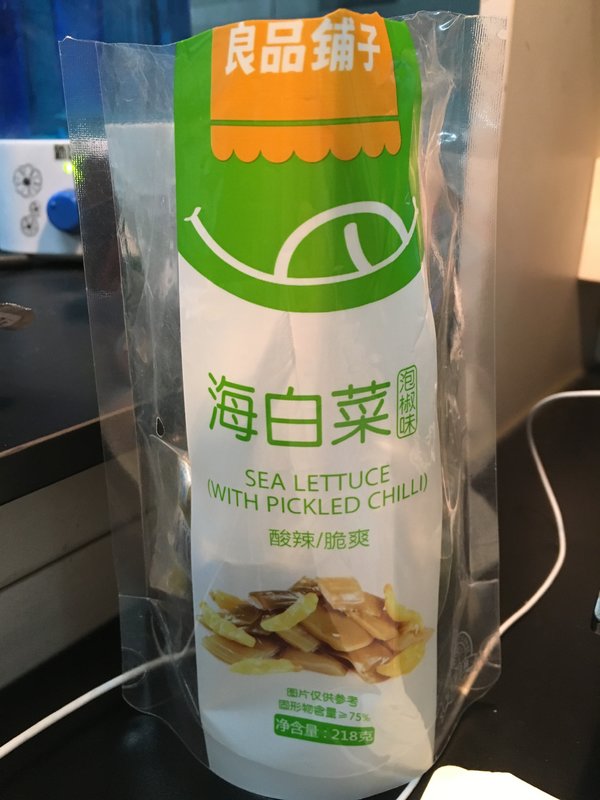 良品铺子
海白菜
泡椒味
SEA LETTUCE
(WITH PICKLED CHILLI)
酸辣/脆爽
图片仅供参考
固形物含量≥75%
净含量:218克